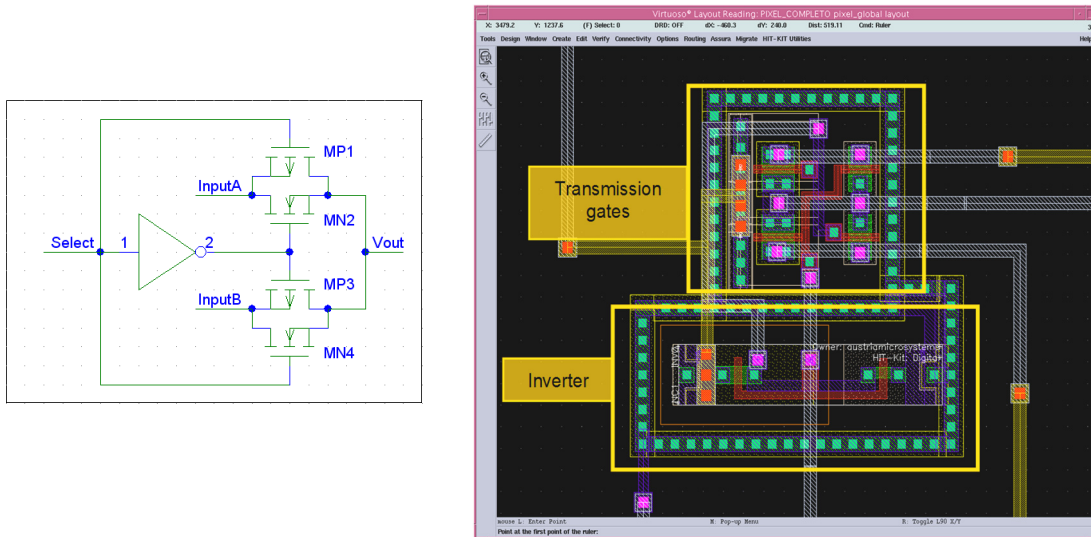 MP1
InputA
MN2
Select
1
2
Vout
InputB
MP3
MN4
Virtuoso® Layout Reading: PIXEL_COMPLETO pixel_global layout
X: 3479.2 Y: 1237.6 (F) Select: 0 DRD: OFF dX: -460.3 dY: 240.0 Dist: 519.11 Cmd: Ruler 3
Tools Design Window Create Edit Verify Connectivity Options Routing Assura Migrate HIT-KIT Utilities Help
Transmission
gates
Owner: austriamicrosystems
HIT-Kit: Digital
Inverter
mouse L: Enter Point M: Pop-up Menu R: Toggle L90 X/Y
Point at the first point of the ruler: